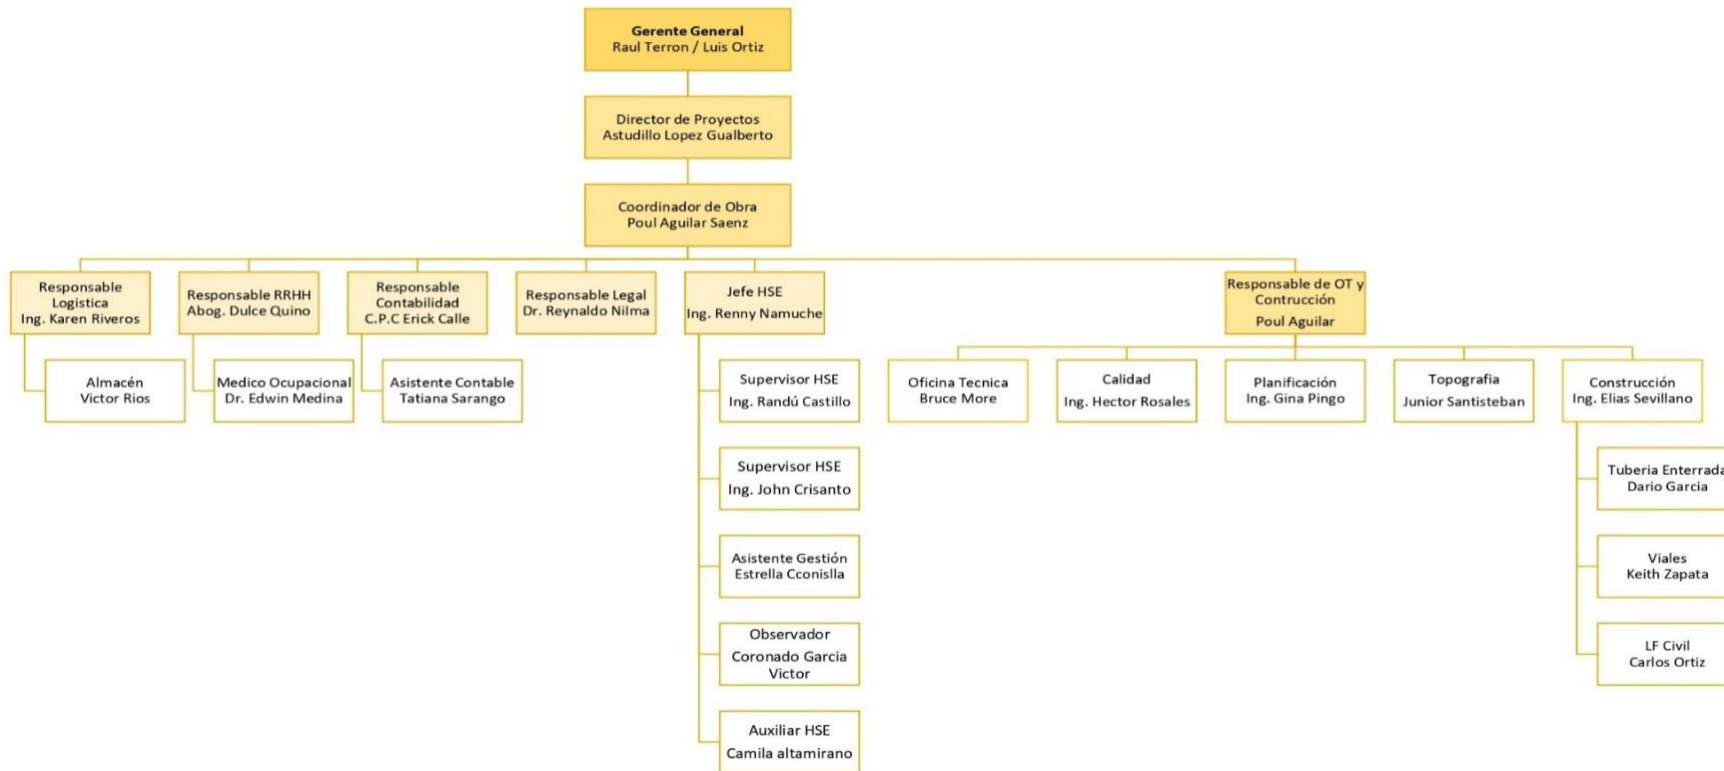 Gerente General
Raul Terron / Luis Ortiz
Director de Proyectos
Astudillo Lopez Gualberto
Coordinador de Obra
Poul Aguilar Saenz
Responsable
Logistica
Ing. Karen Riveros
Responsable RRHH
Abog. Dulce Quino
Responsable
Contabilidad
C.P.C Erick Calle
Responsable Legal
Dr. Reynaldo Nilma
Jefe HSE
Ing. Renny Namuche
Responsable de OT y
Contrucción
Poul Aguilar
Almacén
Victor Rios
Medico Ocupacional
Dr. Edwin Medina
Asistente Contable
Tatiana Sarango
Supervisor HSE
Ing. Randú Castillo
Oficina Tecnica
Bruce More
Calidad
Ing. Hector Rosales
Planificación
Ing. Gina Pingo
Topografia
Junior Santisteban
Construcción
Ing. Elias Sevillano
Supervisor HSE
Ing. John Crisanto
Tuberia Enterrada
Dario Garcia
Asistente Gestión
Estrella Cconislla
Viales
Keith Zapata
Observador
Coronado Garcia
Victor
LF Civil
Carlos Ortiz
Auxiliar HSE
Camila altamirano